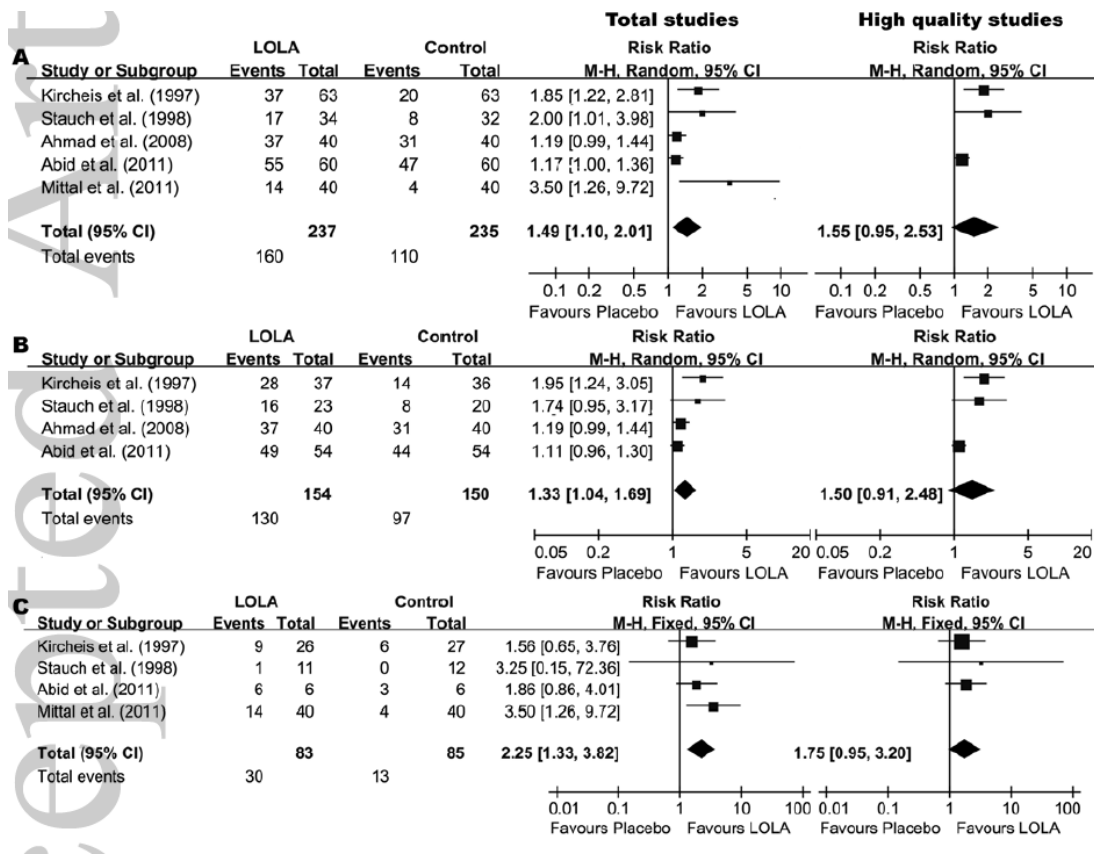 Accepted Art
Total studies High quality studies
A LOLA Control Risk Ratio Risk Ratio
Study or Subgroup Events Total Events Total M-H, Random, 95% CI M-H, Random, 95% CI
Kircheis et al. (1997) 37 63 20 63 1.85 [1.22, 2.81]
Stauch et al. (1998) 17 34 8 32 2.00 [1.01, 3.98]
Ahmad et al. (2008) 37 40 31 40 1.19 [0.99, 1.44]
Abid et al. (2011) 55 60 47 60 1.17 [1.00, 1.36]
Mittal et al. (2011) 14 40 4 40 3.50 [1.26, 9.72]
Total (95% CI) 237 235 1.49 [1.10, 2.01] 1.55 [0.95, 2.53]
Total events 160 110
0.1 0.2 0.5 1 2 5 10 0.1 0.2 0.5 1 2 5 10
Favours Placebo Favours LOLA Favours Placebo Favours LOLA
B LOLA Control Risk Ratio Risk Ratio
Study or Subgroup Events Total Events Total M-H, Random, 95% CI M-H, Random, 95% CI
Kircheis et al. (1997) 28 37 14 36 1.95 [1.24, 3.05]
Stauch et al. (1998) 16 23 8 20 1.74 [0.95, 3.17]
Ahmad et al. (2008) 37 40 31 40 1.19 [0.99, 1.44]
Abid et al. (2011) 49 54 44 54 1.11 [0.96, 1.30]
Total (95% CI) 154 150 1.33 [1.04, 1.69] 1.50 [0.91, 2.48]
Total events 130 97
0.05 0.2 1 5 20 0.05 0.2 1 5 20
Favours Placebo Favours LOLA Favours Placebo Favours LOLA
C LOLA Control Risk Ratio Risk Ratio
Study or Subgroup Events Total Events Total M-H, Fixed, 95% CI M-H, Fixed, 95% CI
Kircheis et al. (1997) 9 26 6 27 1.56 [0.65, 3.76]
Stauch et al. (1998) 1 11 0 12 3.25 [0.15, 72.36]
Abid et al. (2011) 6 6 3 6 1.86 [0.86, 4.01]
Mittal et al. (2011) 14 40 4 40 3.50 [1.26, 9.72]
Total (95% CI) 83 85 2.25 [1.33, 3.82] 1.75 [0.95, 3.20]
Total events 30 13
0.01 0.1 1 10 100 0.01 0.1 1 10 100
Favours Placebo Favours LOLA Favours Placebo Favours LOLA